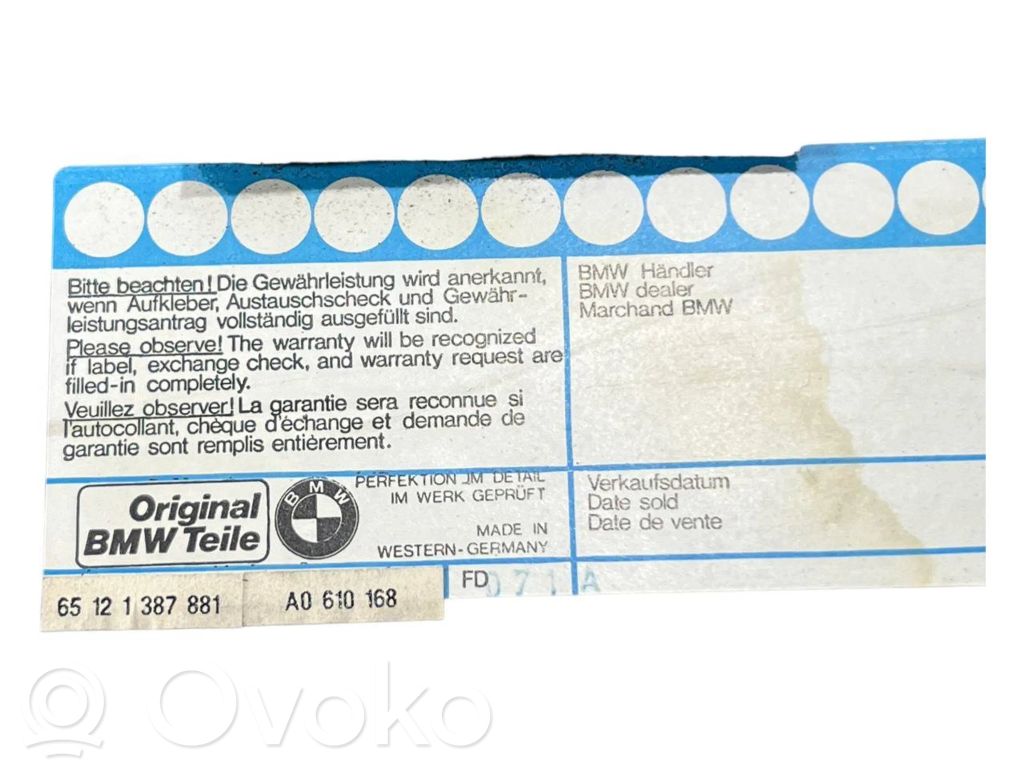 Bitte beachten! Die Gewährleistung wird anerkannt,
wenn Aufkleber, Austauschscheck und Gewähr-
leistungsantrag vollständig ausgefüllt sind.
Please observe! The warranty will be recognized
if label, exchange check, and warranty request are
filled-in completely.
Veuillez observer! La garantie sera reconnue si
l'autocollant, chèque d'échange et demande de
garantie sont remplis entièrement.
BMW Händler
BMW dealer
Marchand BMW
Original
BMW Teile
BMW
PERFEKTION IM DETAIL
IM WERK GEPRÜFT
MADE IN
WESTERN-GERMANY
Verkaufsdatum
Date sold
Date de vente
65 12 1 387 881
A0 610 168
FD 071 A
Ovoko